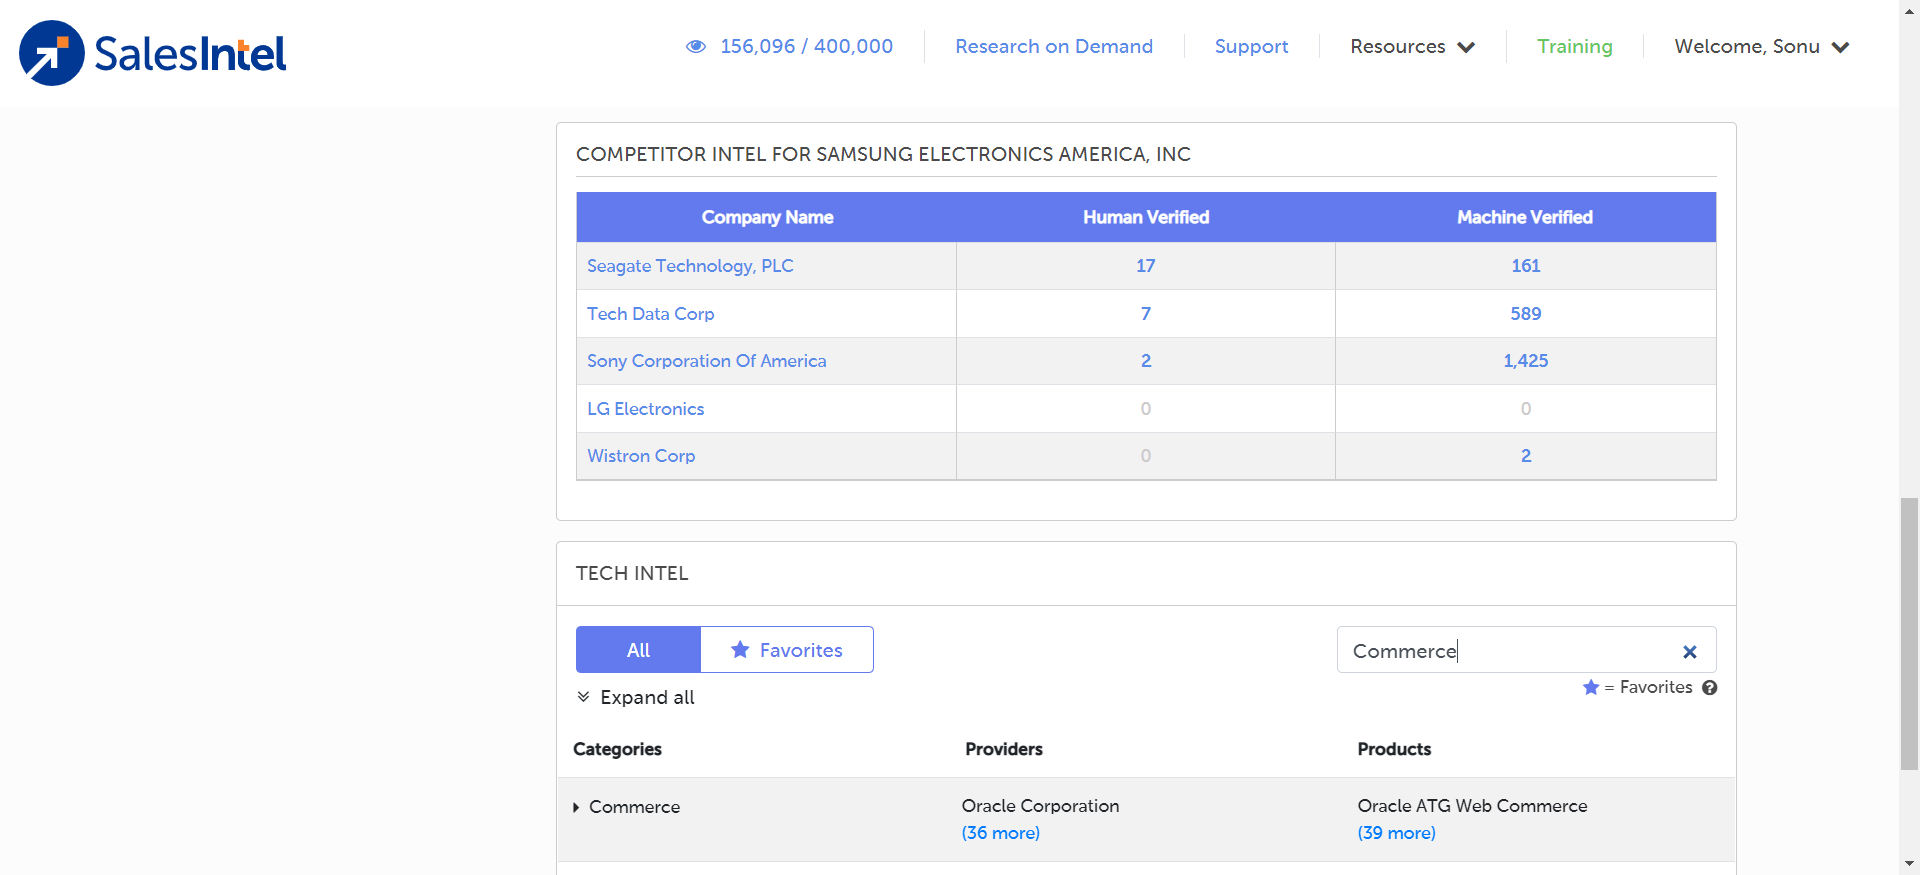 SalesIntel
156,096 / 400,000
Research on Demand
Support
Resources
Training
Welcome, Sonu
COMPETITOR INTEL FOR SAMSUNG ELECTRONICS AMERICA, INC
Company Name Human Verified Machine Verified
Seagate Technology, PLC 17 161
Tech Data Corp 7 589
Sony Corporation Of America 2 1,425
LG Electronics 0 0
Wistron Corp 0 2
TECH INTEL
All
Favorites
Commerce
Expand all
= Favorites
Categories Providers Products
Commerce Oracle Corporation Oracle ATG Web Commerce
(36 more) (39 more)